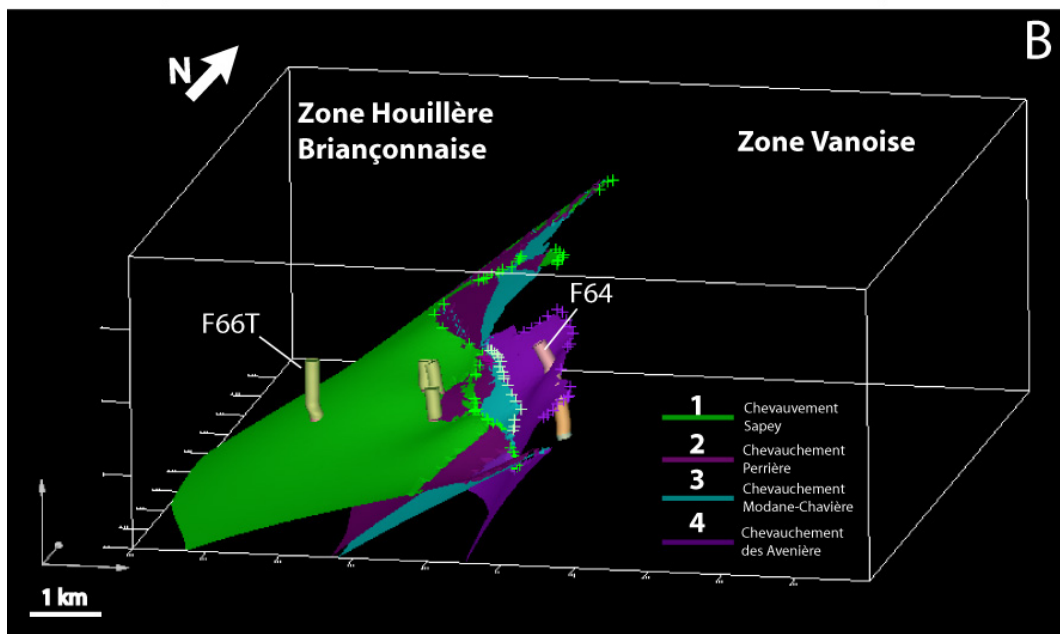 B
N
Zone Houillère
Briançonnaise
Zone Vanoise
F66T
F64
1 Chevauvement
Sapey
2 Chevauchement
Perrière
3 Chevauchement
Modane-Chavière
4 Chevauchement
des Avenière
1 km